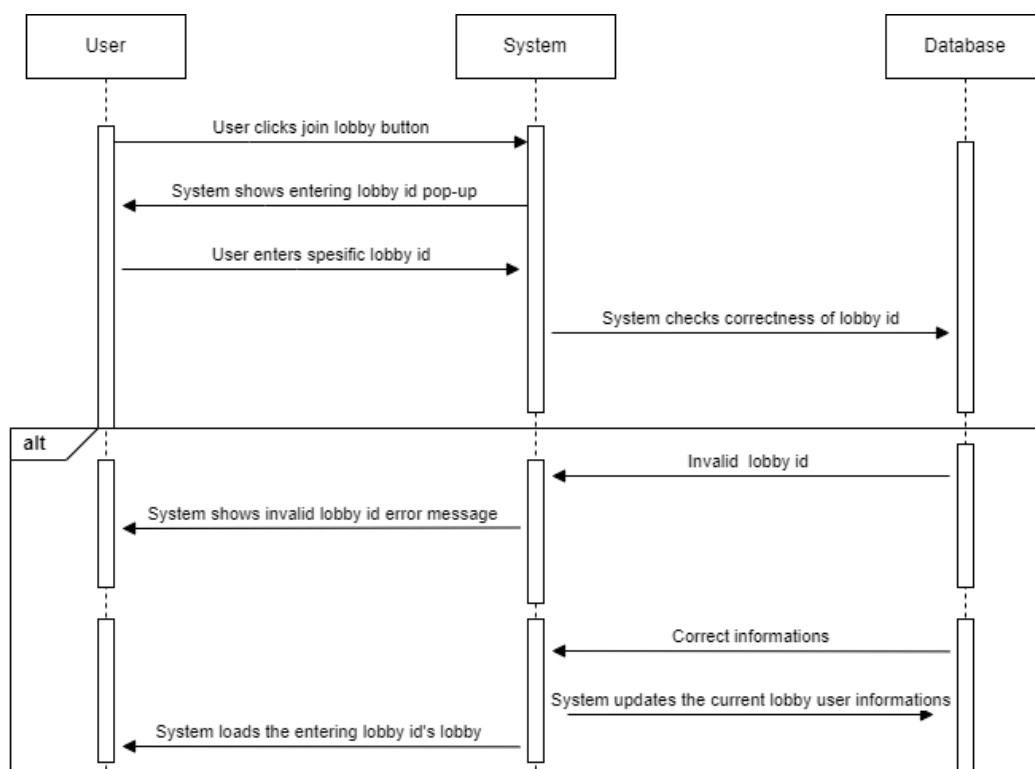 User
System
Database
User clicks join lobby button
System shows entering lobby id pop-up
User enters spesific lobby id
System checks correctness of lobby id
alt
Invalid lobby id
System shows invalid lobby id error message
Correct informations
System updates the current lobby user informations
System loads the entering lobby id's lobby